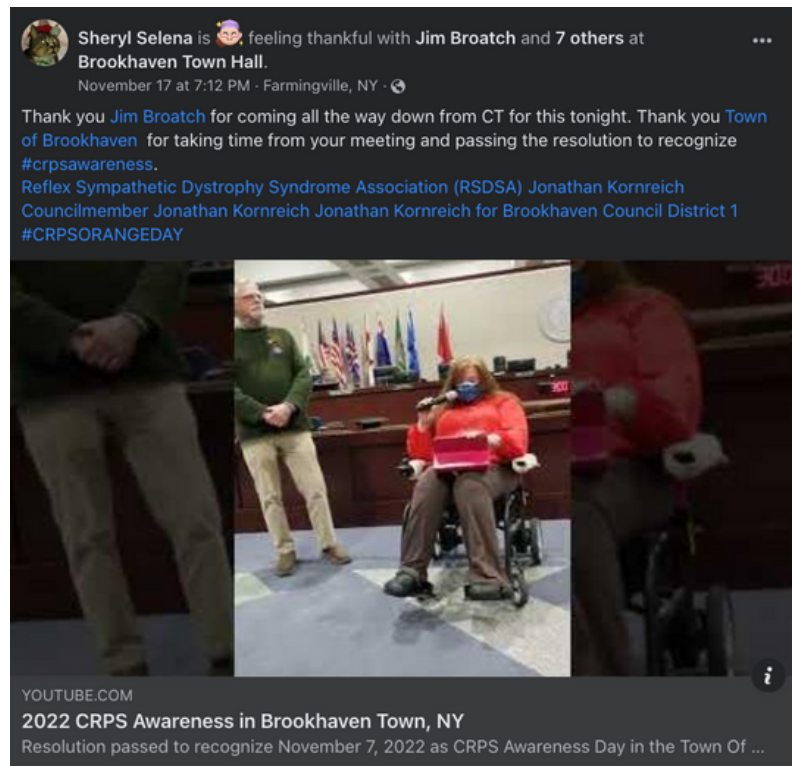 Sheryl Selena is feeling thankful with Jim Broatch and 7 others at
Brookhaven Town Hall.
November 17 at 7:12 PM · Farmingville, NY ·
Thank you Jim Broatch for coming all the way down from CT for this tonight. Thank you Town
of Brookhaven for taking time from your meeting and passing the resolution to recognize
#crpsawareness.
Reflex Sympathetic Dystrophy Syndrome Association (RSDSA) Jonathan Kornreich
Councilmember Jonathan Kornreich Jonathan Kornreich for Brookhaven Council District 1
#CRPSORANGEDAY
YOUTUBE.COM
2022 CRPS Awareness in Brookhaven Town, NY
Resolution passed to recognize November 7, 2022 as CRPS Awareness Day in the Town Of ...